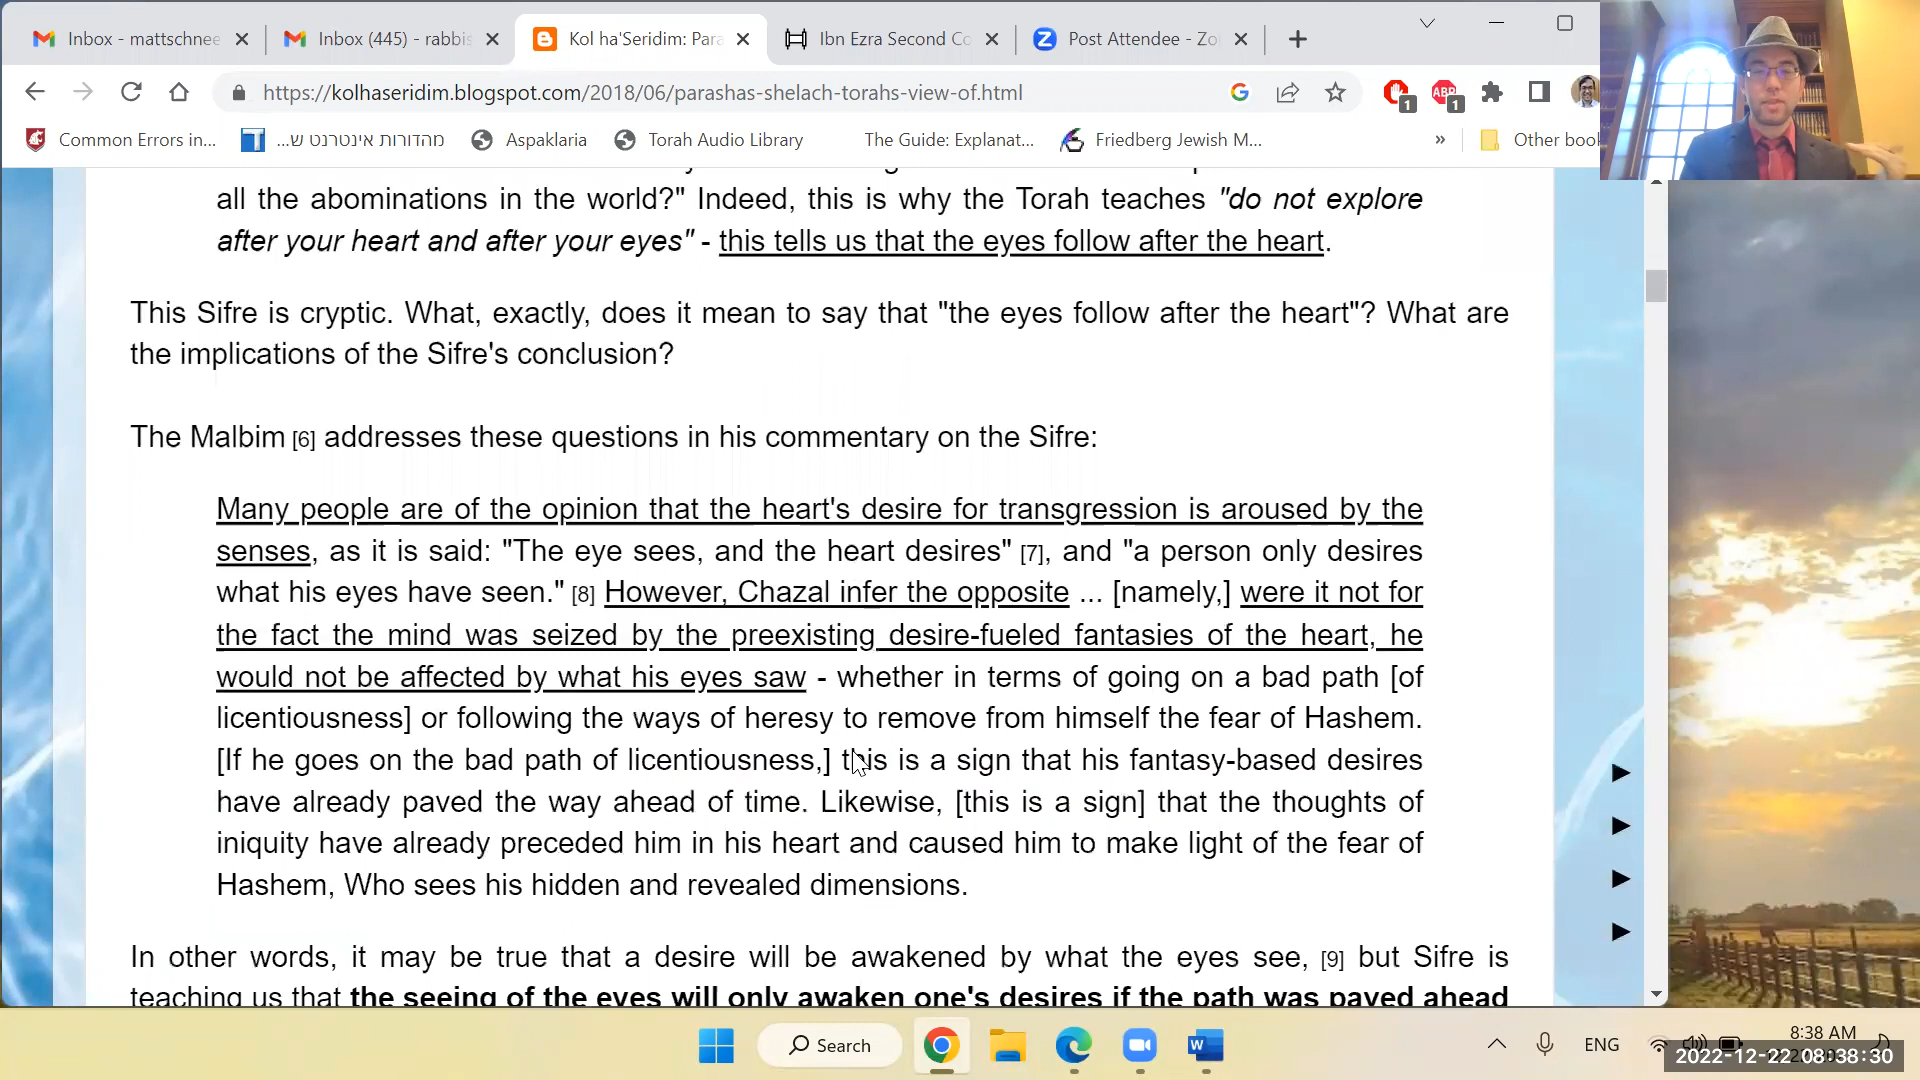 Inbox - mattschnee
Inbox (445) - rabbis
Kol ha'Seridim: Para
Ibn Ezra Second Co
Post Attendee - Zo
https://kolhaseridim.blogspot.com/2018/06/parashas-shelach-torahs-view-of.html
1
ABP
1
Common Errors in...
מהדורות אינטרנט ש...
Aspaklaria
Torah Audio Library
The Guide: Explanat...
Friedberg Jewish M...
»
Other boo
all the abominations in the world?" Indeed, this is why the Torah teaches "do not explore
after your heart and after your eyes" - this tells us that the eyes follow after the heart.
This Sifre is cryptic. What, exactly, does it mean to say that "the eyes follow after the heart"? What are
the implications of the Sifre's conclusion?
The Malbim [6] addresses these questions in his commentary on the Sifre:
Many people are of the opinion that the heart's desire for transgression is aroused by the
senses, as it is said: "The eye sees, and the heart desires" [7], and "a person only desires
what his eyes have seen." [8] However, Chazal infer the opposite ... [namely,] were it not for
the fact the mind was seized by the preexisting desire-fueled fantasies of the heart, he
would not be affected by what his eyes saw - whether in terms of going on a bad path [of
licentiousness] or following the ways of heresy to remove from himself the fear of Hashem.
[If he goes on the bad path of licentiousness,] this is a sign that his fantasy-based desires
have already paved the way ahead of time. Likewise, [this is a sign] that the thoughts of
iniquity have already preceded him in his heart and caused him to make light of the fear of
Hashem, Who sees his hidden and revealed dimensions.
In other words, it may be true that a desire will be awakened by what the eyes see, [9] but Sifre is
teaching us that the seeing of the eyes will only awaken one's desires if the path was paved ahead
Search
ENG
8:38 AM
2022-12-22 08:38:30